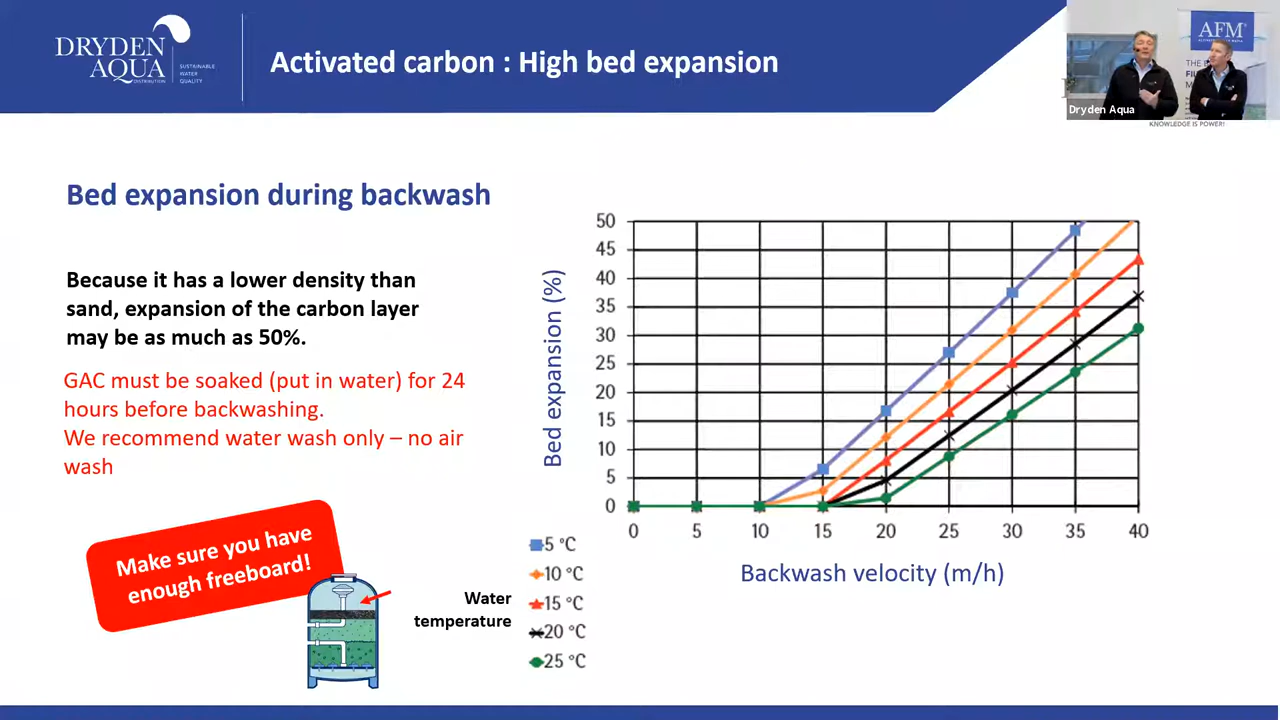 DRYDEN
AQUA
DISTRIBUTION
SUSTAINABLE
WATER
QUALITY
Activated carbon : High bed expansion
AFM
THE B
FI
M
Dryden Aqua
KNOWLEDGE IS POWER!
Bed expansion during backwash
Because it has a lower density than
sand, expansion of the carbon layer
may be as much as 50%.
GAC must be soaked (put in water) for 24
hours before backwashing.
We recommend water wash only – no air
wash
Make sure you have
enough freeboard!
Water
temperature
Bed expansion (%)
50
45
40
35
30
25
20
15
10
5
0
0 5 10 15 20 25 30 35 40
Backwash velocity (m/h)
5 °C
10 °C
15 °C
20 °C
25 °C